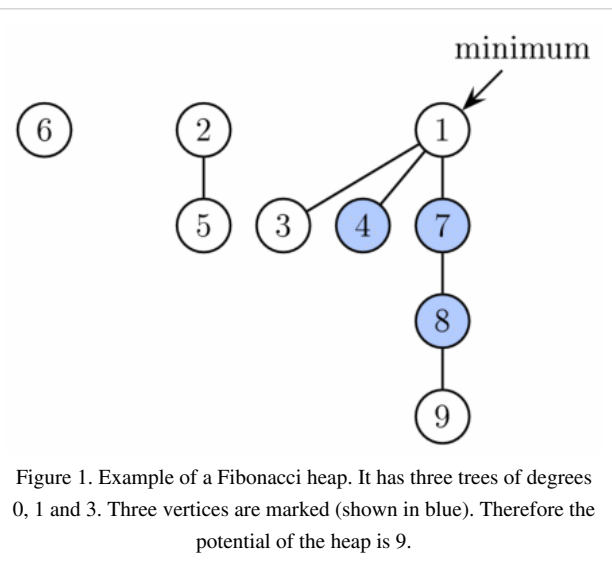 minimum
6
2
1
5
3
4
7
8
9
Figure 1. Example of a Fibonacci heap. It has three trees of degrees
0, 1 and 3. Three vertices are marked (shown in blue). Therefore the
potential of the heap is 9.